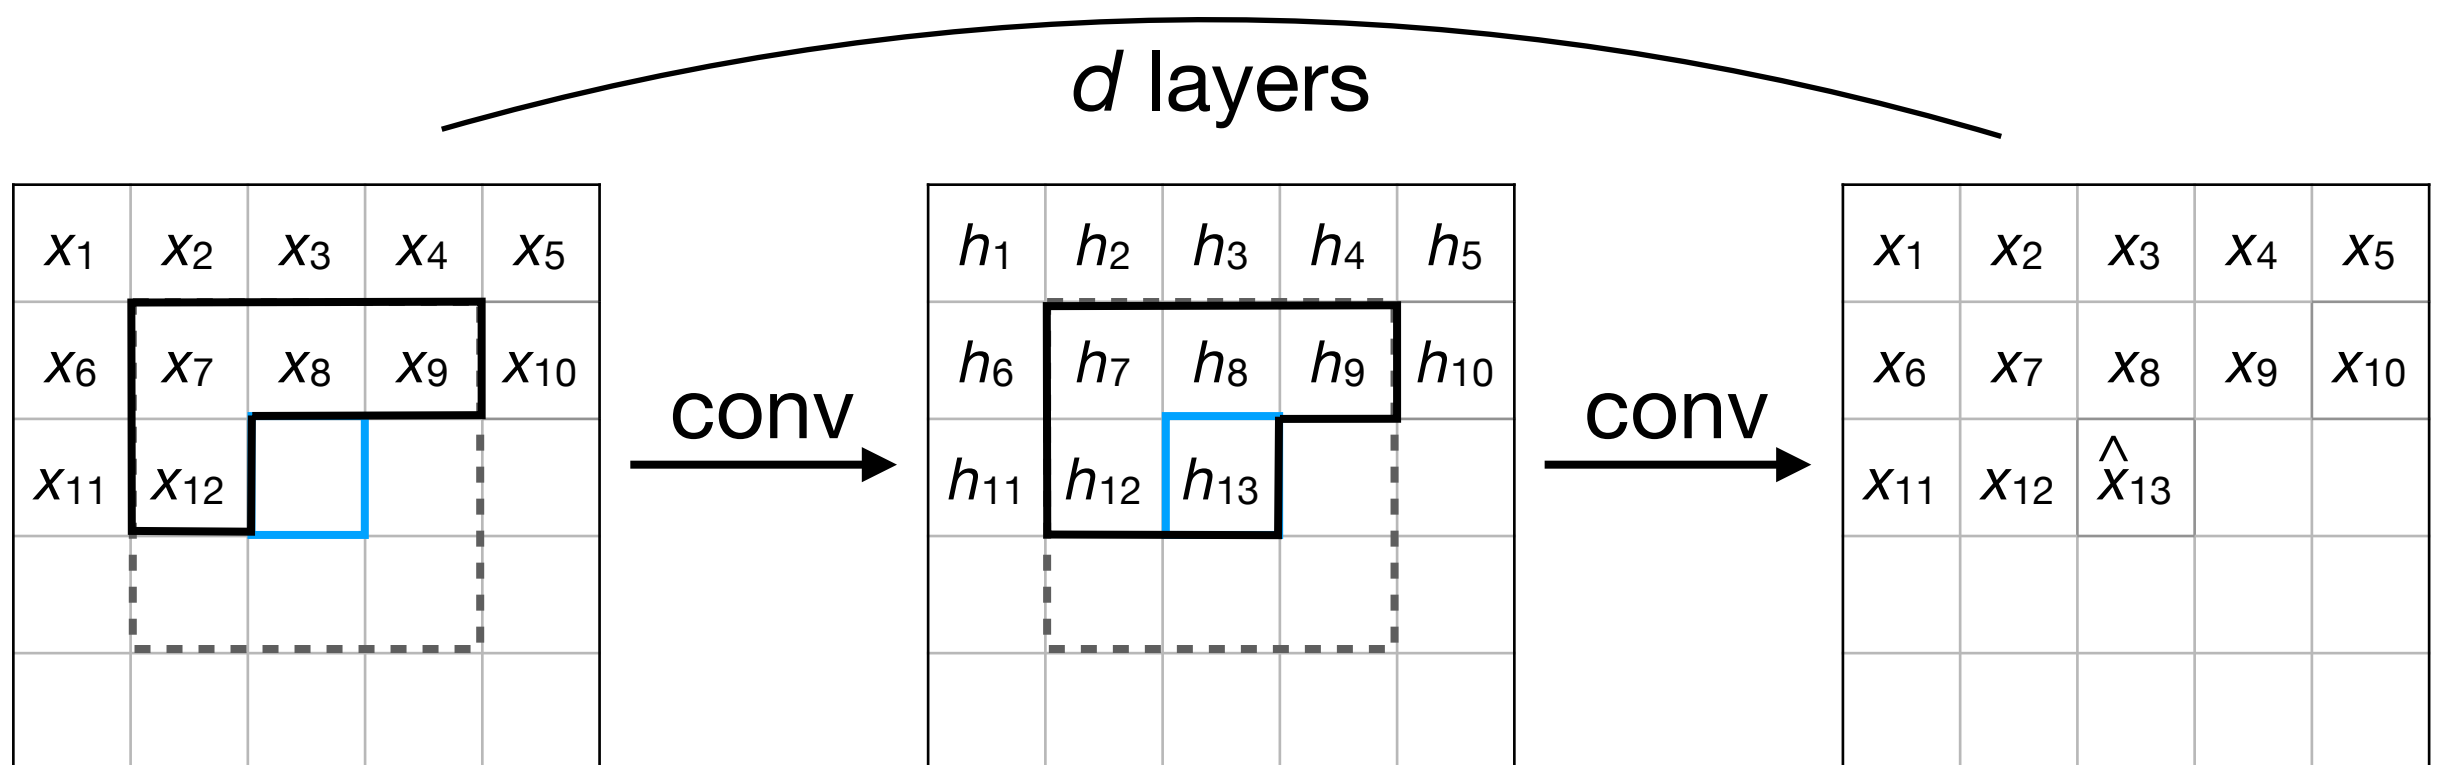 d layers
x1 x2 x3 x4 x5
x6 x7 x8 x9 x10
x11 x12
conv
h1 h2 h3 h4 h5
h6 h7 h8 h9 h10
h11 h12 h13
conv
x1 x2 x3 x4 x5
x6 x7 x8 x9 x10
x11 x12 x̂13